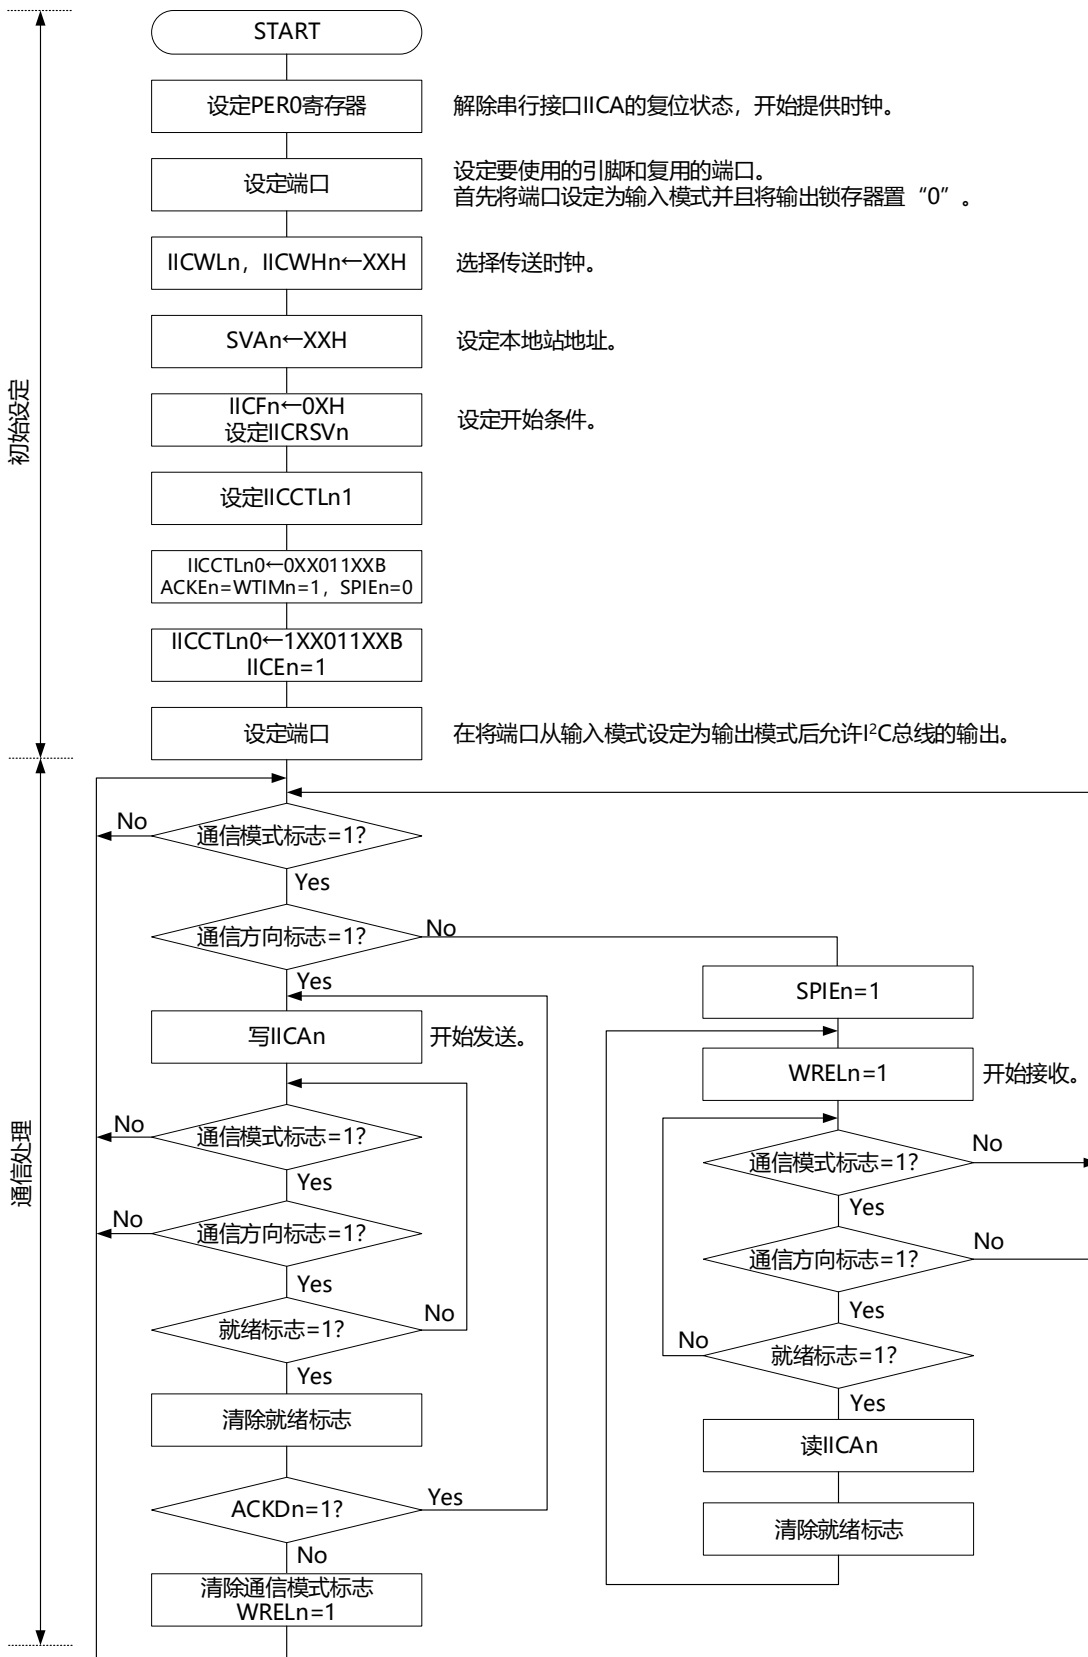 START
设定PER0寄存器
解除串行接口IICA的复位状态，开始提供时钟。
设定端口
设定要使用的引脚和复用的端口。
首先将端口设定为输入模式并且将输出锁存器置“0”。
IICWLn，IICWHn←XXH
选择传送时钟。
SVAn←XXH
设定本地站地址。
初始设定
IICFn←0XH
设定IICRSVn
设定开始条件。
设定IICCTLn1
IICCTLn0←0XX011XXB
ACKEn=WTIMn=1，SPIEn=0
IICCTLn0←1XX011XXB
IICEn=1
设定端口
在将端口从输入模式设定为输出模式后允许I²C总线的输出。
通信处理
No
通信模式标志=1?
Yes
通信方向标志=1?
No
Yes
写IICAn
开始发送。
No
通信模式标志=1?
Yes
No
通信方向标志=1?
Yes
就绪标志=1?
No
Yes
清除就绪标志
ACKDn=1?
Yes
No
清除通信模式标志
WRELn=1
SPIEn=1
WRELn=1
开始接收。
通信模式标志=1?
No
Yes
通信方向标志=1?
No
Yes
No
就绪标志=1?
Yes
读IICAn
清除就绪标志